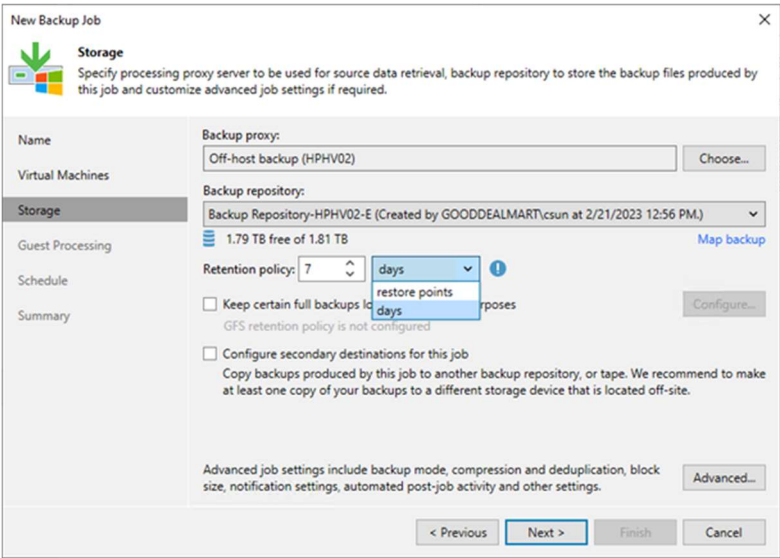 New Backup Job
Storage
Specify processing proxy server to be used for source data retrieval, backup repository to store the backup files produced by
this job and customize advanced job settings if required.
Name
Virtual Machines
Storage
Guest Processing
Schedule
Summary
Backup proxy:
Off-host backup (HPHV02)
Choose...
Backup repository:
Backup Repository-HPHV02-E (Created by GOODDEALMART\csun at 2/21/2023 12:56 PM.)
1.79 TB free of 1.81 TB
Map backup
Retention policy: 7 days
restore points
days
Keep certain full backups
GFS retention policy is not configured
Configure...
Configure secondary destinations for this job
Copy backups produced by this job to another backup repository, or tape. We recommend to make
at least one copy of your backups to a different storage device that is located off-site.
Advanced job settings include backup mode, compression and deduplication, block
size, notification settings, automated post-job activity and other settings.
Advanced...
< Previous
Next >
Finish
Cancel